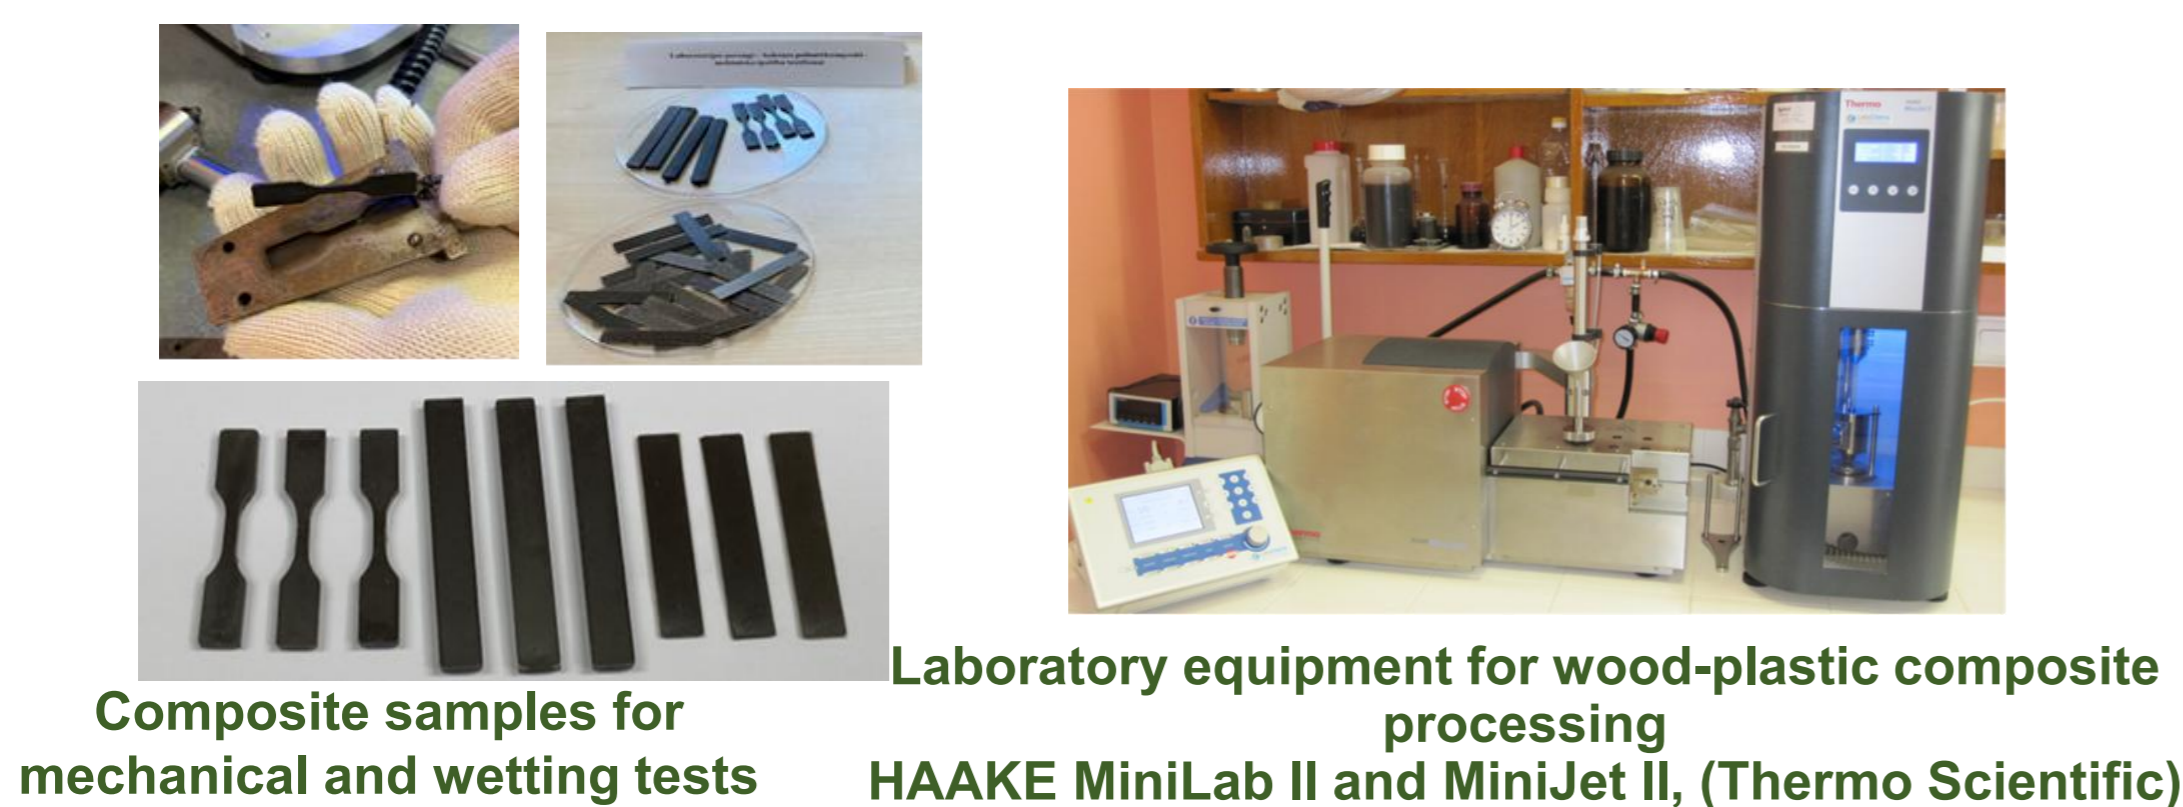 Composite samples for
mechanical and wetting tests
Thermo
Laboratory equipment for wood-plastic composite
processing
HAAKE MiniLab II and MiniJet II, (Thermo Scientific)